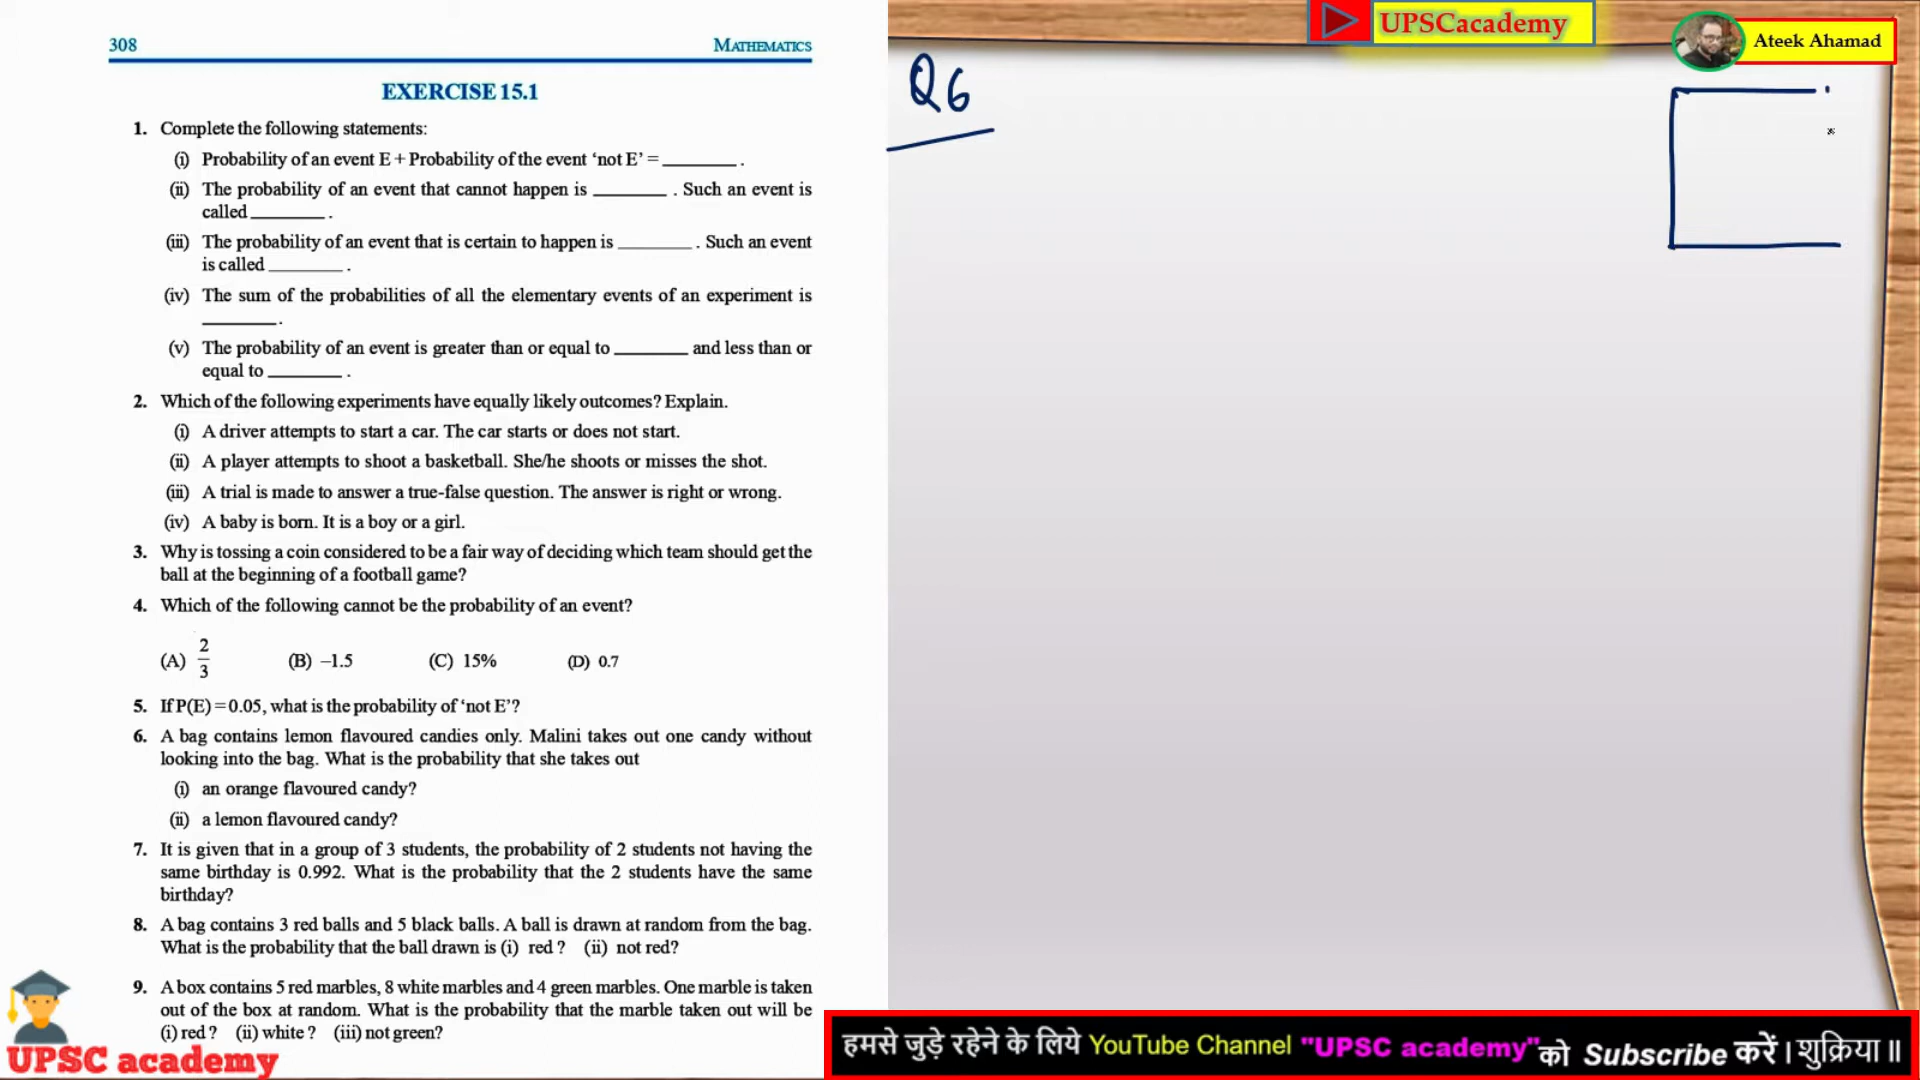 308 MATHEMATICS
EXERCISE 15.1
1. Complete the following statements:
(i) Probability of an event E + Probability of the event ‘not E’ = ________ .
(ii) The probability of an event that cannot happen is ________ . Such an event is
called ________ .
(iii) The probability of an event that is certain to happen is ________ . Such an event
is called ________ .
(iv) The sum of the probabilities of all the elementary events of an experiment is
________ .
(v) The probability of an event is greater than or equal to ________ and less than or
equal to ________ .
2. Which of the following experiments have equally likely outcomes? Explain.
(i) A driver attempts to start a car. The car starts or does not start.
(ii) A player attempts to shoot a basketball. She/he shoots or misses the shot.
(iii) A trial is made to answer a true-false question. The answer is right or wrong.
(iv) A baby is born. It is a boy or a girl.
3. Why is tossing a coin considered to be a fair way of deciding which team should get the
ball at the beginning of a football game?
4. Which of the following cannot be the probability of an event?
(A) 2/3 (B) –1.5 (C) 15% (D) 0.7
5. If P(E) = 0.05, what is the probability of ‘not E’?
6. A bag contains lemon flavoured candies only. Malini takes out one candy without
looking into the bag. What is the probability that she takes out
(i) an orange flavoured candy?
(ii) a lemon flavoured candy?
7. It is given that in a group of 3 students, the probability of 2 students not having the
same birthday is 0.992. What is the probability that the 2 students have the same
birthday?
8. A bag contains 3 red balls and 5 black balls. A ball is drawn at random from the bag.
What is the probability that the ball drawn is (i) red ? (ii) not red?
9. A box contains 5 red marbles, 8 white marbles and 4 green marbles. One marble is taken
out of the box at random. What is the probability that the marble taken out will be
(i) red ? (ii) white ? (iii) not green?
UPSC academy
Q6
UPSCacademy
Ateek Ahamad
हमसे जुड़े रहेने के लिये YouTube Channel "UPSC academy" को Subscribe करें । शुक्रिया ॥